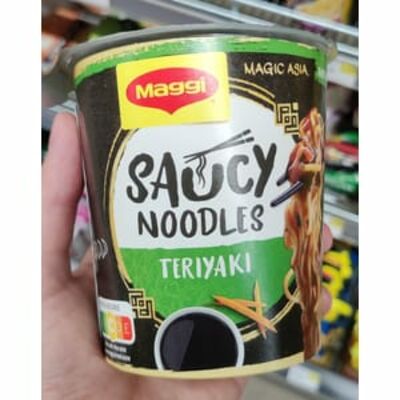 Maggi
MAGIC ASIA
SAUCY
NOODLES
TERIYAKI